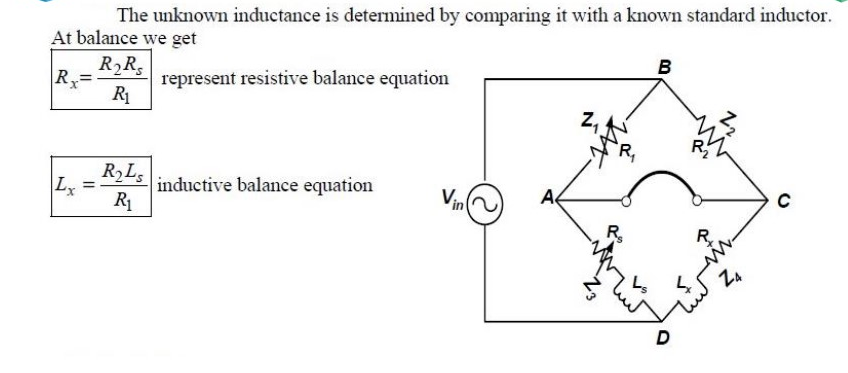 The unknown inductance is determined by comparing it with a known standard inductor.
At balance we get
Rx = R2Rs / R1 represent resistive balance equation
Lx = R2Ls / R1 inductive balance equation
B
Z1
R1
Z2
R2
Vin
A
C
Rs
Z3
Ls
Rx
Lx
Z4
D